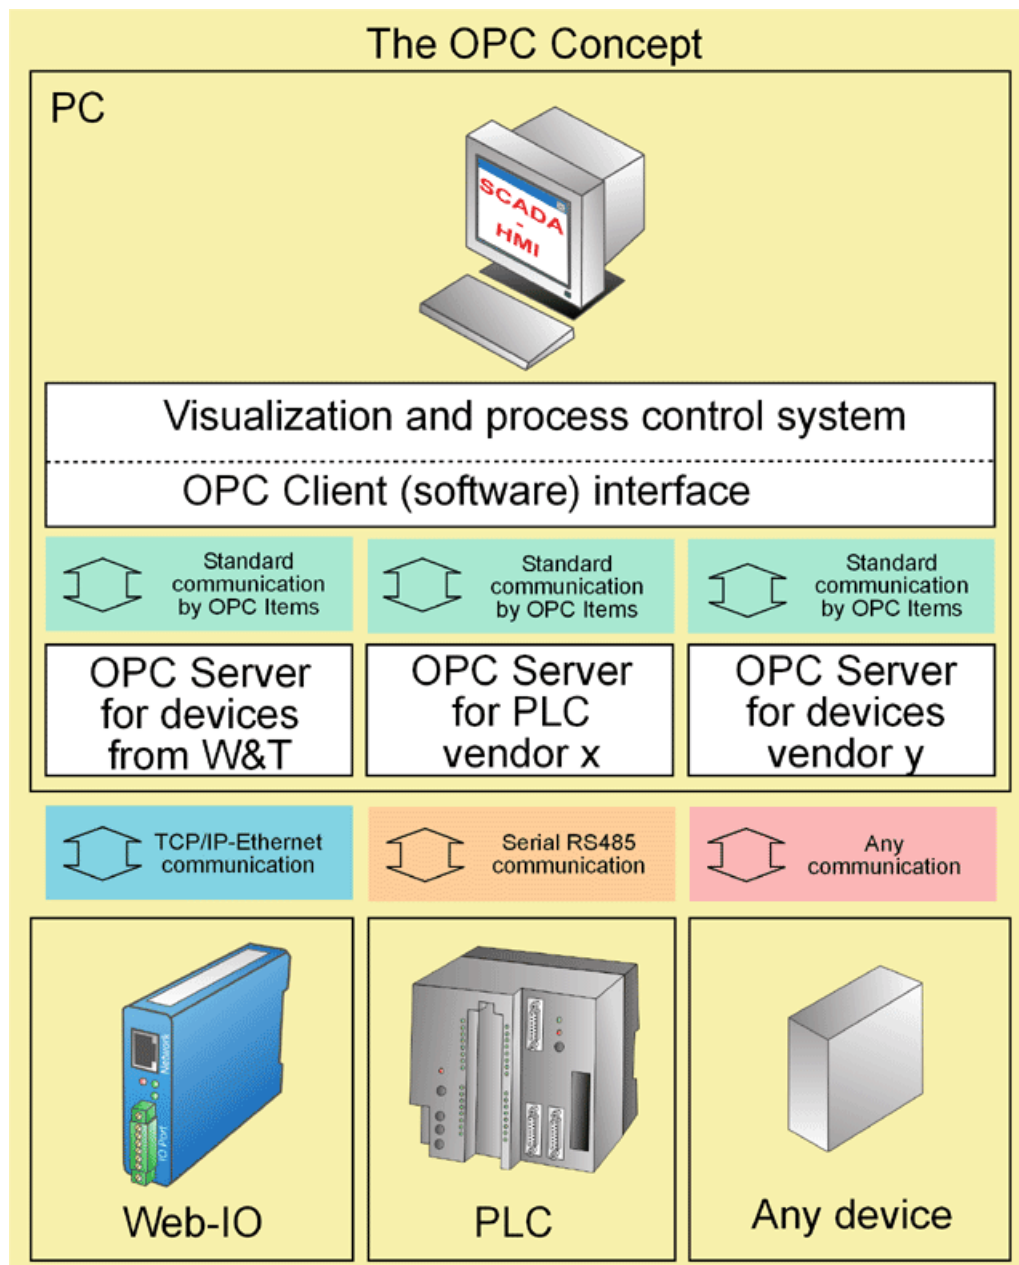 The OPC Concept
PC
SCADA
-
HMI
Visualization and process control system
OPC Client (software) interface
Standard
communication
by OPC Items
Standard
communication
by OPC Items
Standard
communication
by OPC Items
OPC Server
for devices
from W&T
OPC Server
for PLC
vendor x
OPC Server
for devices
vendor y
TCP/IP-Ethernet
communication
Serial RS485
communication
Any
communication
Network
IO Port
Web-IO
PLC
Any device